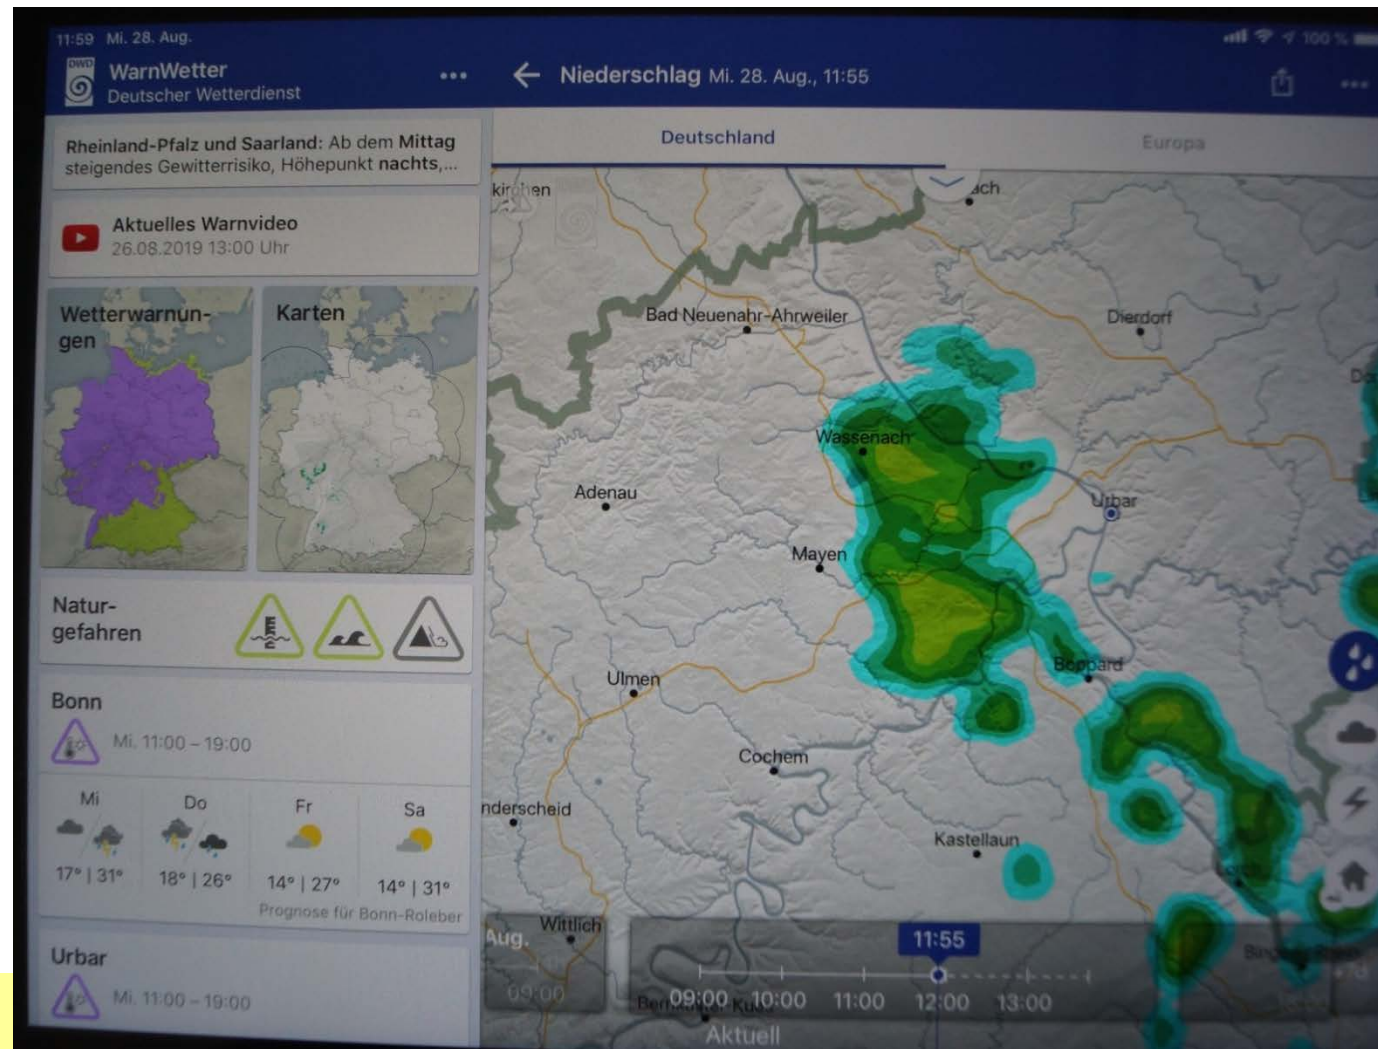 11:59 Mi. 28. Aug.
100 %
DWD
WarnWetter
Deutscher Wetterdienst
Niederschlag Mi. 28. Aug., 11:55
Rheinland-Pfalz und Saarland: Ab dem Mittag
steigendes Gewitterrisiko, Höhepunkt nachts,...
Aktuelles Warnvideo
26.08.2019 13:00 Uhr
Wetterwarnun-
gen
Karten
Natur-
gefahren
Bonn
Mi. 11:00 – 19:00
Mi
Do
Fr
Sa
17° | 31°
18° | 26°
14° | 27°
14° | 31°
Prognose für Bonn-Roleber
Urbar
Mi. 11:00 – 19:00
Deutschland
Europa
Bad Neuenahr-Ahrweiler
Dierdorf
Wassenach
Adenau
Urbar
Mayen
Boppard
Ulmen
Cochem
nderscheid
Kastellaun
Wittlich
Aug.
11:55
09:00
09:00 10:00 11:00 12:00 13:00
Aktuell